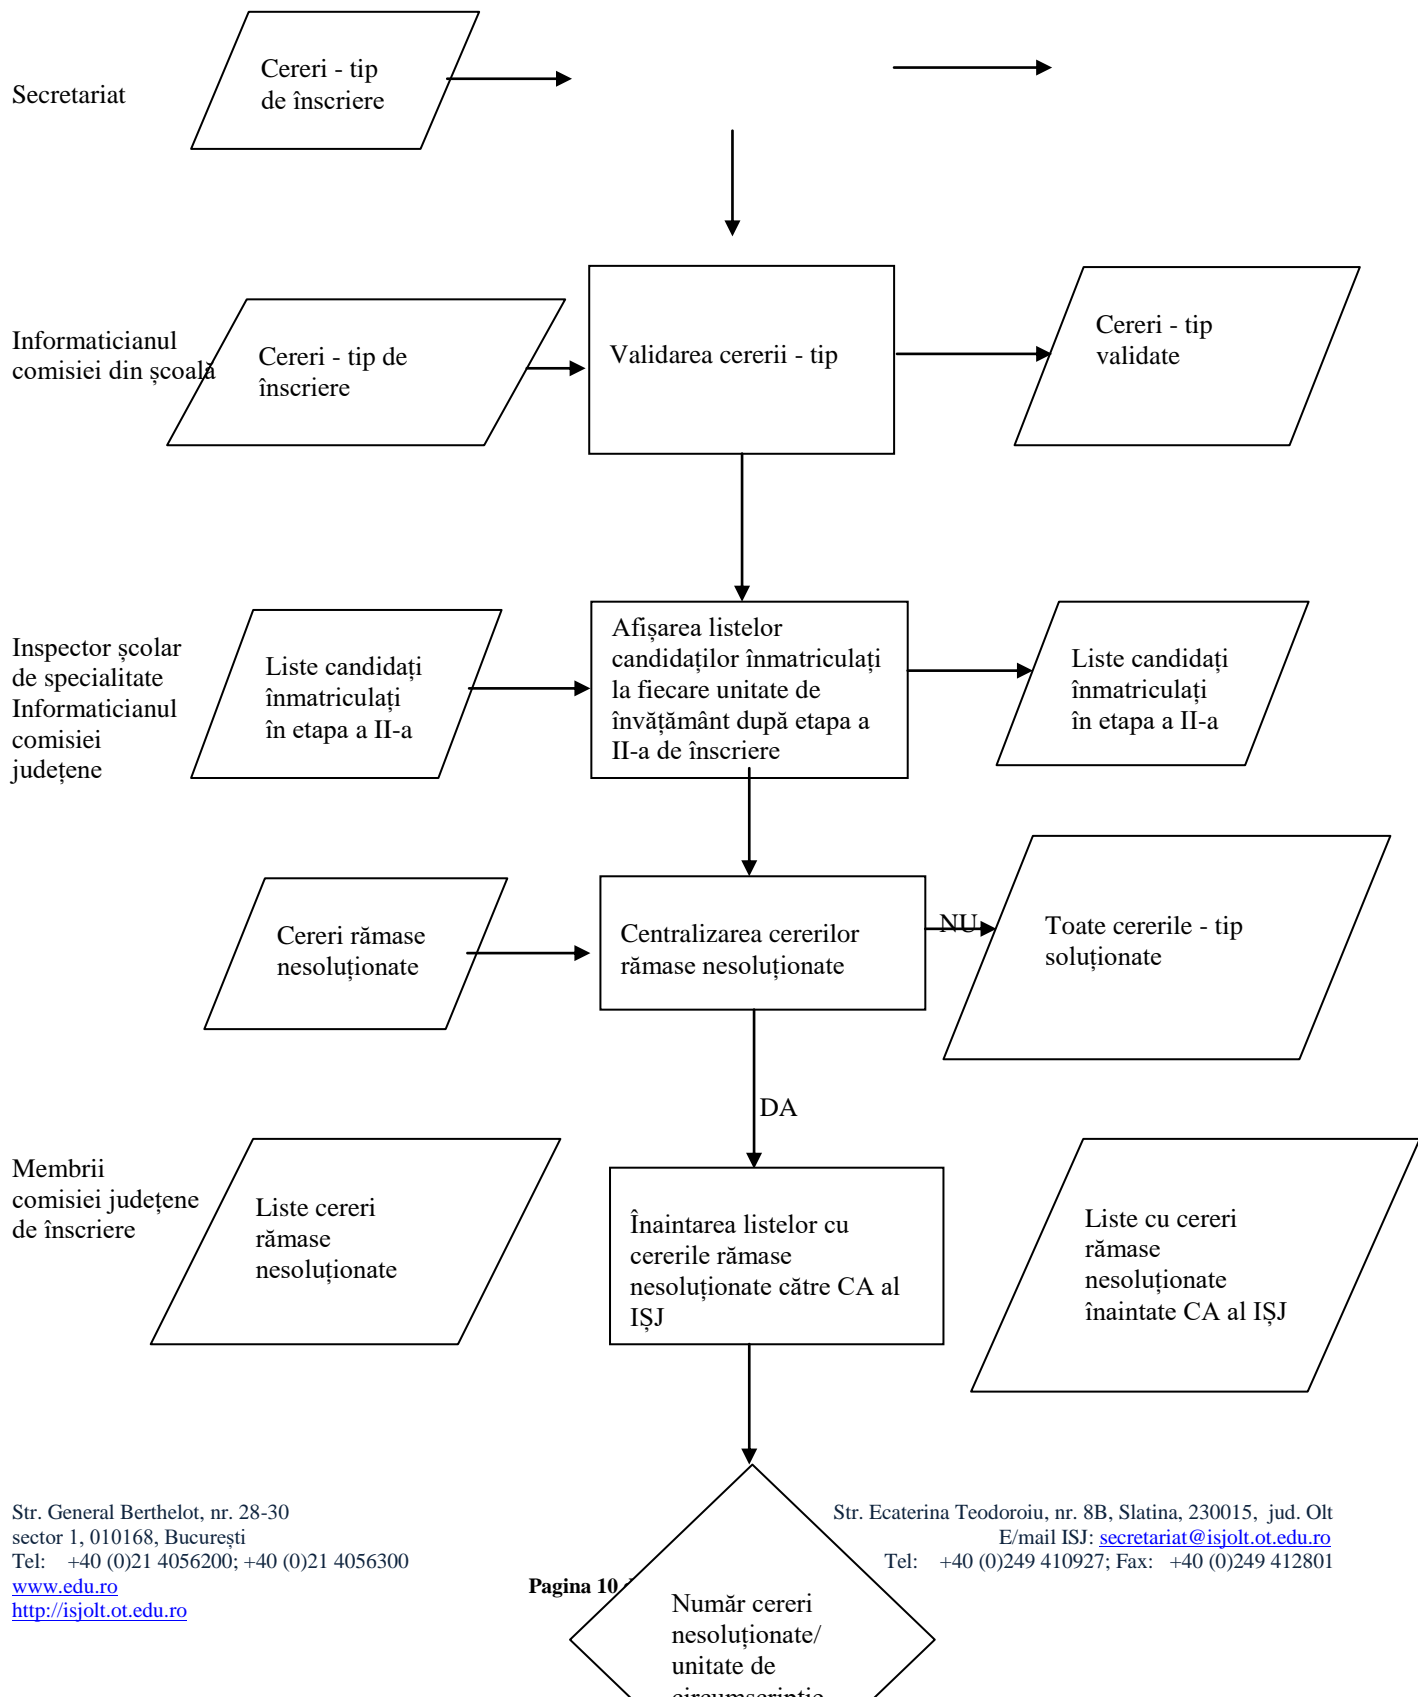 Secretariat
Cereri - tip
de înscriere
Informaticianul
comisiei din școală
Cereri - tip de
înscriere
Validarea cererii - tip
Cereri - tip
validate
Inspector școlar
de specialitate
Informaticianul
comisiei
județene
Liste candidați
înmatriculați
în etapa a II-a
Afișarea listelor
candidaților înmatriculați
la fiecare unitate de
învățământ după etapa a
II-a de înscriere
Liste candidați
înmatriculați
în etapa a II-a
Cereri rămase
nesoluționate
Centralizarea cererilor
rămase nesoluționate
NU
Toate cererile - tip
soluționate
DA
Membrii
comisiei județene
de înscriere
Liste cereri
rămase
nesoluționate
Înaintarea listelor cu
cererile rămase
nesoluționate către CA al
IȘJ
Liste cu cereri
rămase
nesoluționate
înaintate CA al IȘJ
Str. General Berthelot, nr. 28-30
sector 1, 010168, București
Tel: +40 (0)21 4056200; +40 (0)21 4056300
www.edu.ro
http://isjolt.ot.edu.ro
Str. Ecaterina Teodoroiu, nr. 8B, Slatina, 230015, jud. Olt
E/mail ISJ: secretariat@isjolt.ot.edu.ro
Tel: +40 (0)249 410927; Fax: +40 (0)249 412801
Pagina 10
Număr cereri
nesoluționate/
unitate de
circumscripție